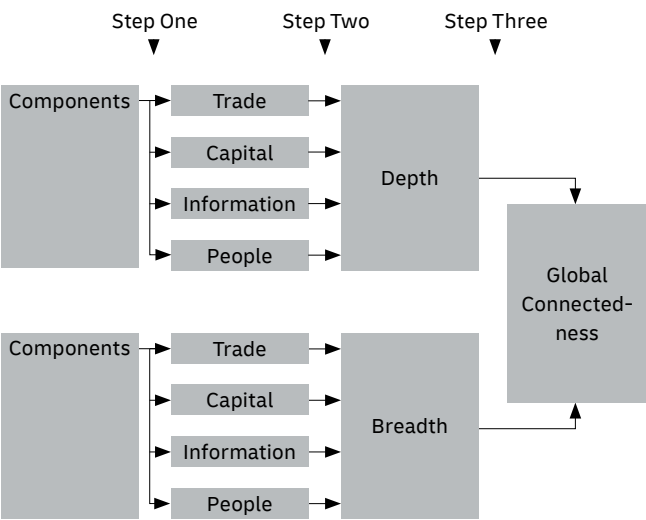 Step One
Step Two
Step Three
Components
Trade
Capital
Information
People
Depth
Global
Connected-
ness
Components
Trade
Capital
Information
People
Breadth